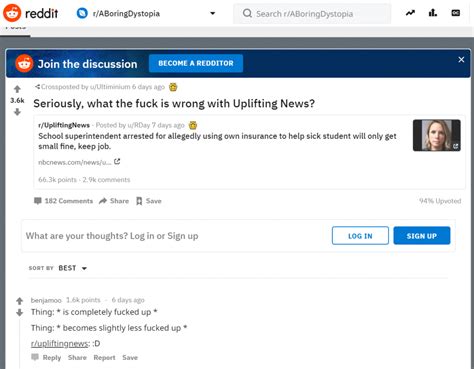 reddit
r/ABoringDystopia
Search r/ABoringDystopia
Posts
Join the discussion
BECOME A REDDITOR
Crossposted by u/Ultiminium 6 days ago
3.6k
Seriously, what the fuck is wrong with Uplifting News?
r/UpliftingNews · Posted by u/RDay 7 days ago
School superintendent arrested for allegedly using own insurance to help sick student will only get
small fine, keep job.
nbcnews.com/news/u...
66.3k points · 2.9k comments
182 Comments Share Save
94% Upvoted
What are your thoughts? Log in or Sign up
LOG IN
SIGN UP
SORT BY BEST
benjamoo 1.6k points · 6 days ago
Thing: * is completely fucked up *
Thing: * becomes slightly less fucked up *
r/upliftingnews: :D
Reply Share Report Save